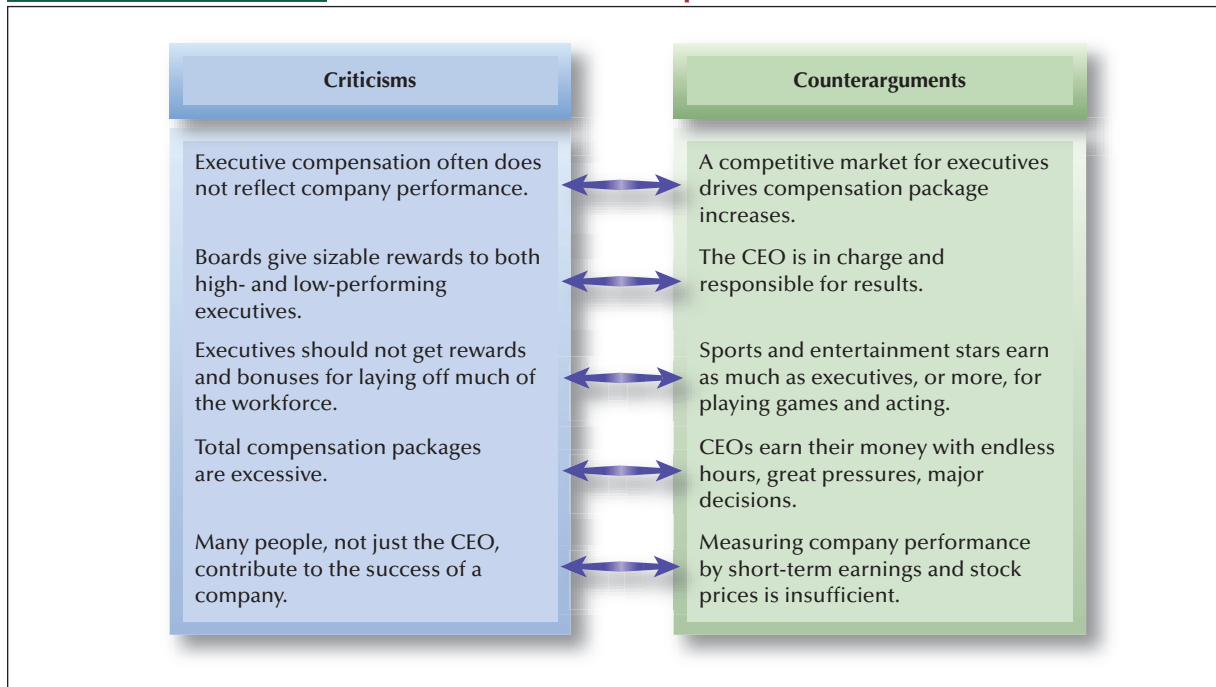 Criticisms
Executive compensation often does
not reflect company performance.
Boards give sizable rewards to both
high- and low-performing
executives.
Executives should not get rewards
and bonuses for laying off much of
the workforce.
Total compensation packages
are excessive.
Many people, not just the CEO,
contribute to the success of a
company.
Counterarguments
A competitive market for executives
drives compensation package
increases.
The CEO is in charge and
responsible for results.
Sports and entertainment stars earn
as much as executives, or more, for
playing games and acting.
CEOs earn their money with endless
hours, great pressures, major
decisions.
Measuring company performance
by short-term earnings and stock
prices is insufficient.